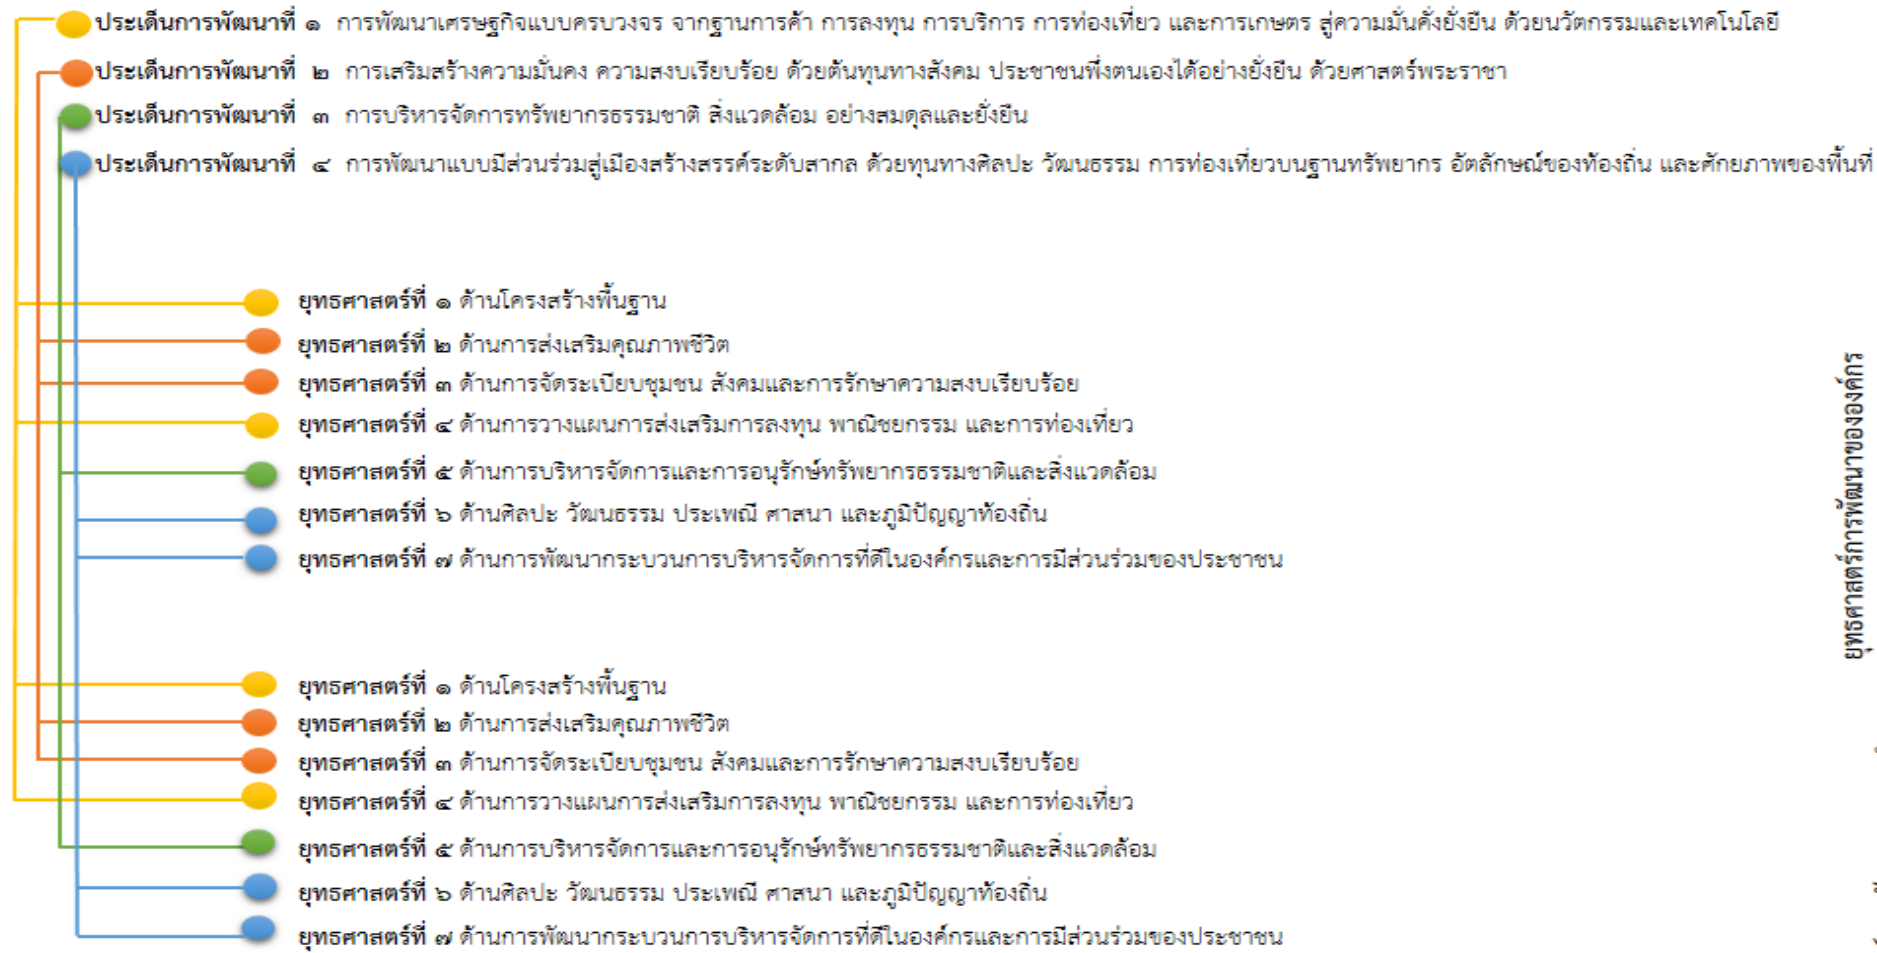 ประเด็นการพัฒนาที่ ๑ การพัฒนาเศรษฐกิจแบบครบวงจร จากฐานการค้า การลงทุน การบริการ การท่องเที่ยว และการเกษตร สู่ความมั่นคั่งยั่งยืน ด้วยนวัตกรรมและเทคโนโลยี
ประเด็นการพัฒนาที่ ๒ การเสริมสร้างความมั่นคง ความสงบเรียบร้อย ด้วยต้นทุนทางสังคม ประชาชนพึ่งตนเองได้อย่างยั่งยืน ด้วยศาสตร์พระราชา
ประเด็นการพัฒนาที่ ๓ การบริหารจัดการทรัพยากรธรรมชาติ สิ่งแวดล้อม อย่างสมดุลและยั่งยืน
ประเด็นการพัฒนาที่ ๔ การพัฒนาแบบมีส่วนร่วมสู่เมืองสร้างสรรค์ระดับสากล ด้วยทุนทางศิลปะ วัฒนธรรม การท่องเที่ยวบนฐานทรัพยากร อัตลักษณ์ของท้องถิ่น และศักยภาพของพื้นที่
ยุทธศาสตร์ที่ ๑ ด้านโครงสร้างพื้นฐาน
ยุทธศาสตร์ที่ ๒ ด้านการส่งเสริมคุณภาพชีวิต
ยุทธศาสตร์ที่ ๓ ด้านการจัดระเบียบชุมชน สังคมและการรักษาความสงบเรียบร้อย
ยุทธศาสตร์ที่ ๔ ด้านการวางแผนการส่งเสริมการลงทุน พาณิชยกรรม และการท่องเที่ยว
ยุทธศาสตร์ที่ ๕ ด้านการบริหารจัดการและการอนุรักษ์ทรัพยากรธรรมชาติและสิ่งแวดล้อม
ยุทธศาสตร์ที่ ๖ ด้านศิลปะ วัฒนธรรม ประเพณี ศาสนา และภูมิปัญญาท้องถิ่น
ยุทธศาสตร์ที่ ๗ ด้านการพัฒนากระบวนการบริหารจัดการที่ดีในองค์กรและการมีส่วนร่วมของประชาชน
ยุทธศาสตร์การพัฒนาขององค์กร
ยุทธศาสตร์ที่ ๑ ด้านโครงสร้างพื้นฐาน
ยุทธศาสตร์ที่ ๒ ด้านการส่งเสริมคุณภาพชีวิต
ยุทธศาสตร์ที่ ๓ ด้านการจัดระเบียบชุมชน สังคมและการรักษาความสงบเรียบร้อย
ยุทธศาสตร์ที่ ๔ ด้านการวางแผนการส่งเสริมการลงทุน พาณิชยกรรม และการท่องเที่ยว
ยุทธศาสตร์ที่ ๕ ด้านการบริหารจัดการและการอนุรักษ์ทรัพยากรธรรมชาติและสิ่งแวดล้อม
ยุทธศาสตร์ที่ ๖ ด้านศิลปะ วัฒนธรรม ประเพณี ศาสนา และภูมิปัญญาท้องถิ่น
ยุทธศาสตร์ที่ ๗ ด้านการพัฒนากระบวนการบริหารจัดการที่ดีในองค์กรและการมีส่วนร่วมของประชาชน